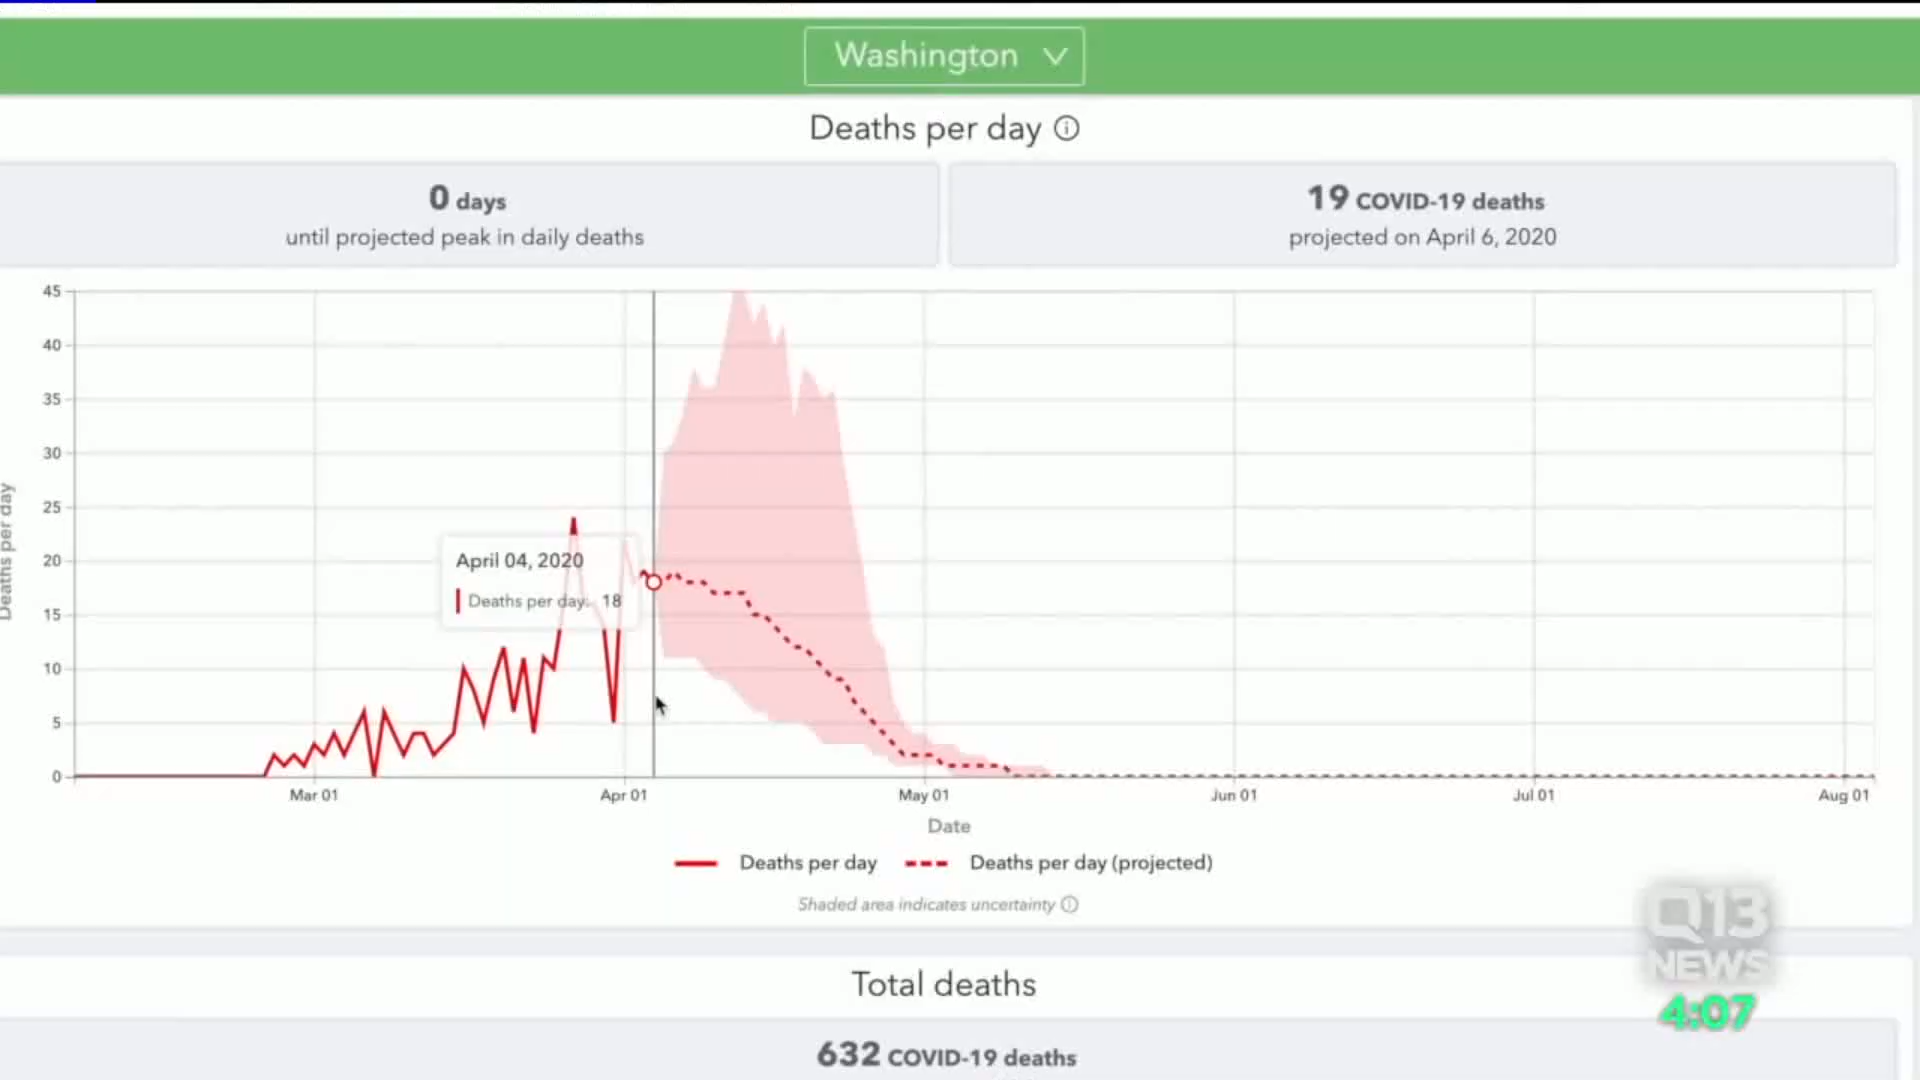 Washington
Deaths per day
0 days
until projected peak in daily deaths
19 COVID-19 deaths
projected on April 6, 2020
45
40
35
30
25
20
15
10
5
0
Deaths per day
April 04, 2020
Deaths per day: 18
Mar 01
Apr 01
May 01
Jun 01
Jul 01
Aug 01
Date
Deaths per day
Deaths per day (projected)
Shaded area indicates uncertainty
Total deaths
632 COVID-19 deaths
Q13
NEWS
4:07